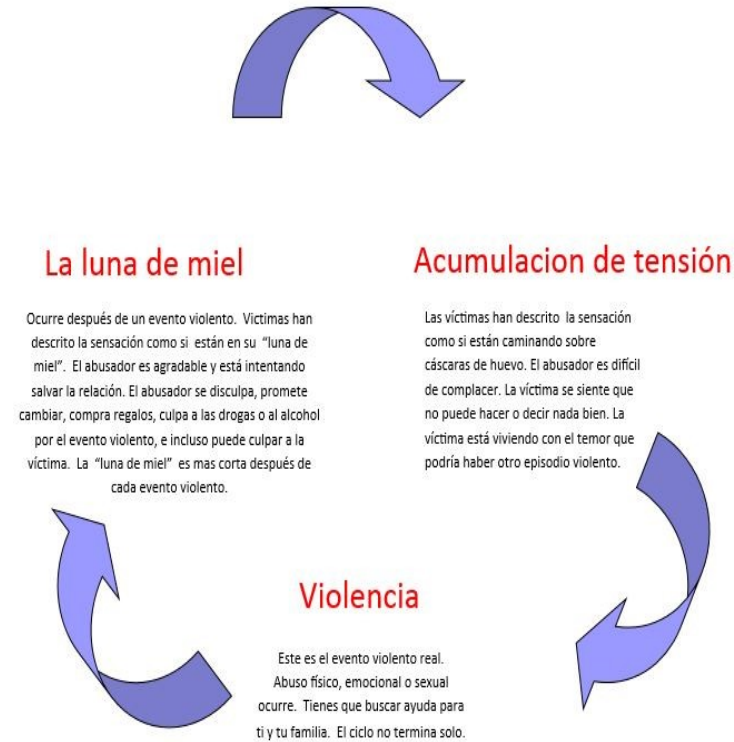 La luna de miel
Ocurre después de un evento violento. Victimas han
descrito la sensación como si están en su “luna de
miel”. El abusador es agradable y está intentando
salvar la relación. El abusador se disculpa, promete
cambiar, compra regalos, culpa a las drogas o al alcohol
por el evento violento, e incluso puede culpar a la
víctima. La “luna de miel” es mas corta después de
cada evento violento.
Acumulacion de tensión
Las víctimas han descrito la sensación
como si están caminando sobre
cáscaras de huevo. El abusador es difícil
de complacer. La víctima se siente que
no puede hacer o decir nada bien. La
víctima está viviendo con el temor que
podría haber otro episodio violento.
Violencia
Este es el evento violento real.
Abuso físico, emocional o sexual
ocurre. Tienes que buscar ayuda para
ti y tu familia. El ciclo no termina solo.